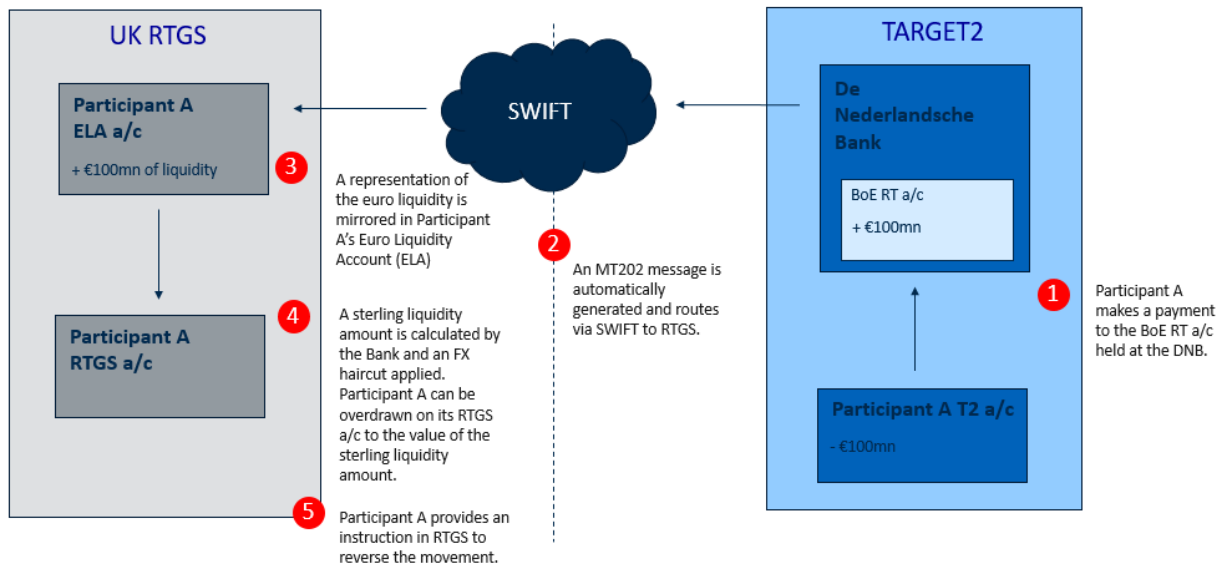 UK RTGS
Participant A
ELA a/c
+ €100mn of liquidity
3
A representation of
the euro liquidity is
mirrored in Participant
A's Euro Liquidity
Account (ELA)
Participant A
RTGS a/c
4
A sterling liquidity
amount is calculated by
the Bank and an FX
haircut applied.
Participant A can be
overdrawn on its RTGS
a/c to the value of the
sterling liquidity
amount.
5
Participant A provides an
instruction in RTGS to
reverse the movement.
SWIFT
2
An MT202 message is
automatically
generated and routes
via SWIFT to RTGS.
TARGET2
De
Nederlandsche
Bank
BoE RT a/c
+ €100mn
1
Participant A
makes a payment
to the BoE RT a/c
held at the DNB.
Participant A T2 a/c
- €100mn